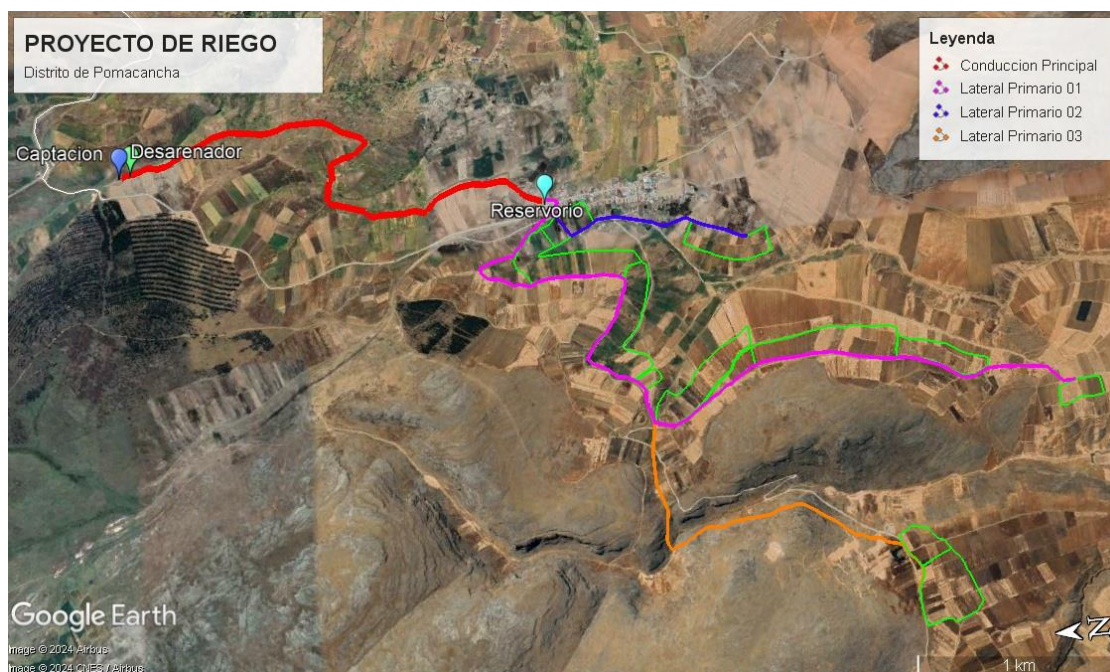 PROYECTO DE RIEGO
Distrito de Pomacancha
Leyenda
Conduccion Principal
Lateral Primario 01
Lateral Primario 02
Lateral Primario 03
Captacion
Desarenador
Reservorio
Google Earth
Image © 2024 Airbus
Image © 2024 CNES / Airbus
N
1 km